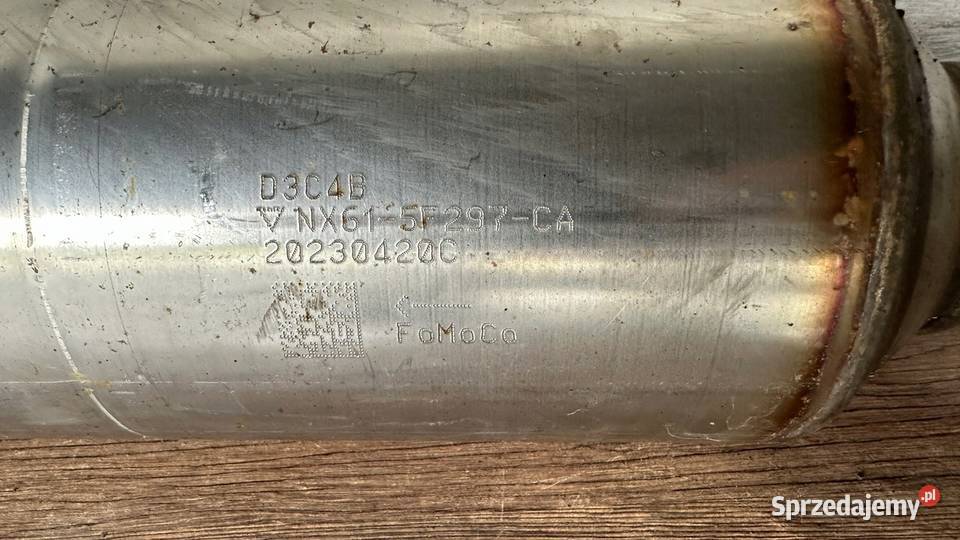 D3C4B
NX61-5F297-CA
20230420C
FoMoCo
Sprzedajemy.pl